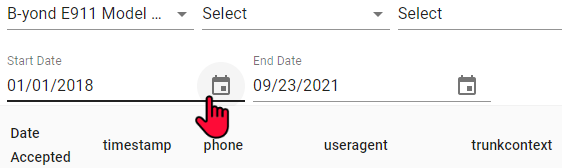 B-yond E911 Model ... Select Select
Start Date End Date
01/01/2018 09/23/2021
Date
Accepted timestamp phone useragent trunkcontext